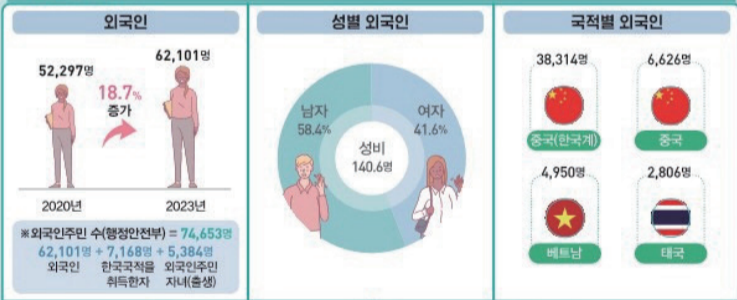 외국인
52,297명
62,101명
18.7%
증가
2020년
2023년
※외국인주민 수(행정안전부) = 74,653명
62,101명 + 7,168명 + 5,384명
외국인 한국국적을 외국인주민
취득한자 자녀(출생)
성별 외국인
남자
58.4%
여자
41.6%
성비
140.6명
국적별 외국인
38,314명
6,626명
중국(한국계)
중국
4,950명
2,806명
베트남
태국